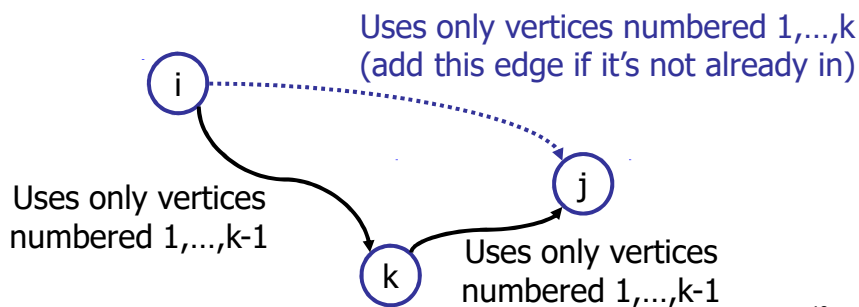 Uses only vertices numbered 1,…,k
(add this edge if it's not already in)
i
j
Uses only vertices
numbered 1,…,k-1
k
Uses only vertices
numbered 1,…,k-1